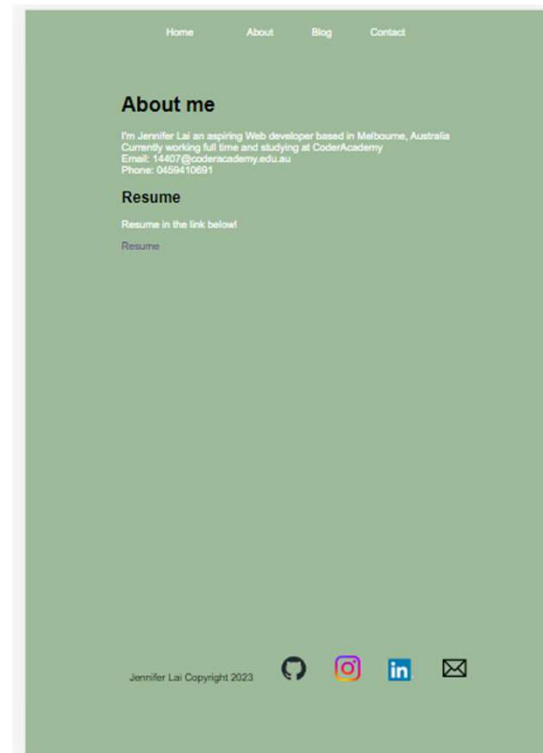 Home About Blog Contact
About me
I'm Jennifer Lai an aspiring Web developer based in Melbourne, Australia
Currently working full time and studying at CoderAcademy
Email: 14407@coderacademy.edu.au
Phone: 0459410691
Resume
Resume in the link below!
Resume
Jennifer Lai Copyright 2023
in